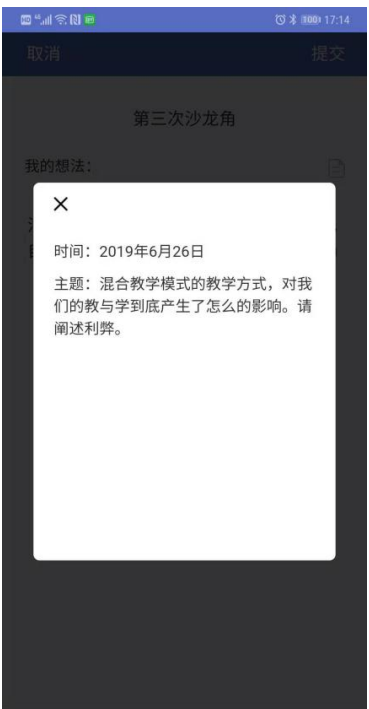 17:14
取消 提交
第三次沙龙角
我的想法：
时间：2019年6月26日
主题：混合教学模式的教学方式，对我
们的教与学到底产生了怎么的影响。请
阐述利弊。